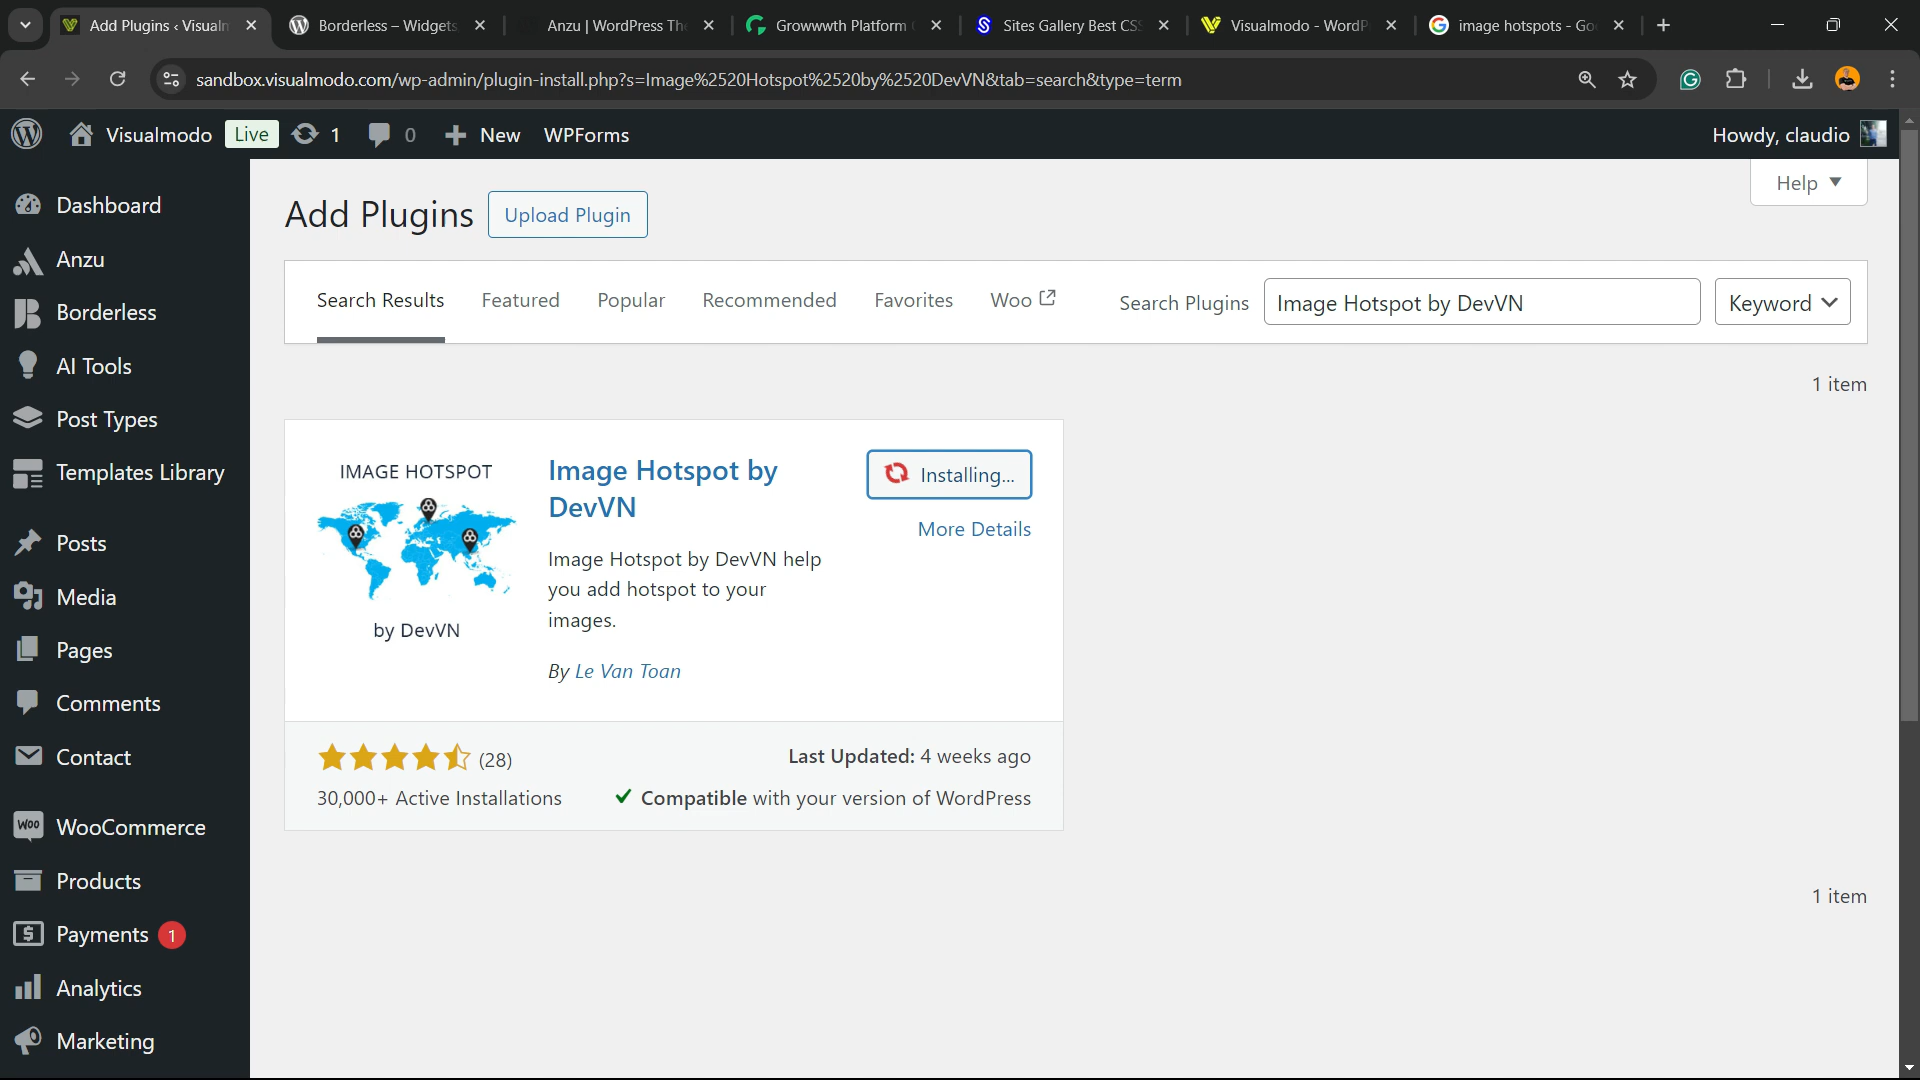 Add Plugins ‹ Visualm
Borderless – Widgets
Anzu | WordPress The
Growwwth Platform
Sites Gallery Best CSS
Visualmodo - WordP
image hotspots - Go
sandbox.visualmodo.com/wp-admin/plugin-install.php?s=Image%2520Hotspot%2520by%2520DevVN&tab=search&type=term
Visualmodo
Live
1
0
New
WPForms
Howdy, claudio
Help
Dashboard
Anzu
Borderless
AI Tools
Post Types
Templates Library
Posts
Media
Pages
Comments
Contact
WOO
WooCommerce
Products
Payments 1
Analytics
Marketing
Add Plugins
Upload Plugin
Search Results
Featured
Popular
Recommended
Favorites
Woo
Search Plugins
Image Hotspot by DevVN
Keyword
1 item
IMAGE HOTSPOT
by DevVN
Image Hotspot by
DevVN
Installing...
More Details
Image Hotspot by DevVN help
you add hotspot to your
images.
By Le Van Toan
(28)
Last Updated: 4 weeks ago
30,000+ Active Installations
Compatible with your version of WordPress
1 item